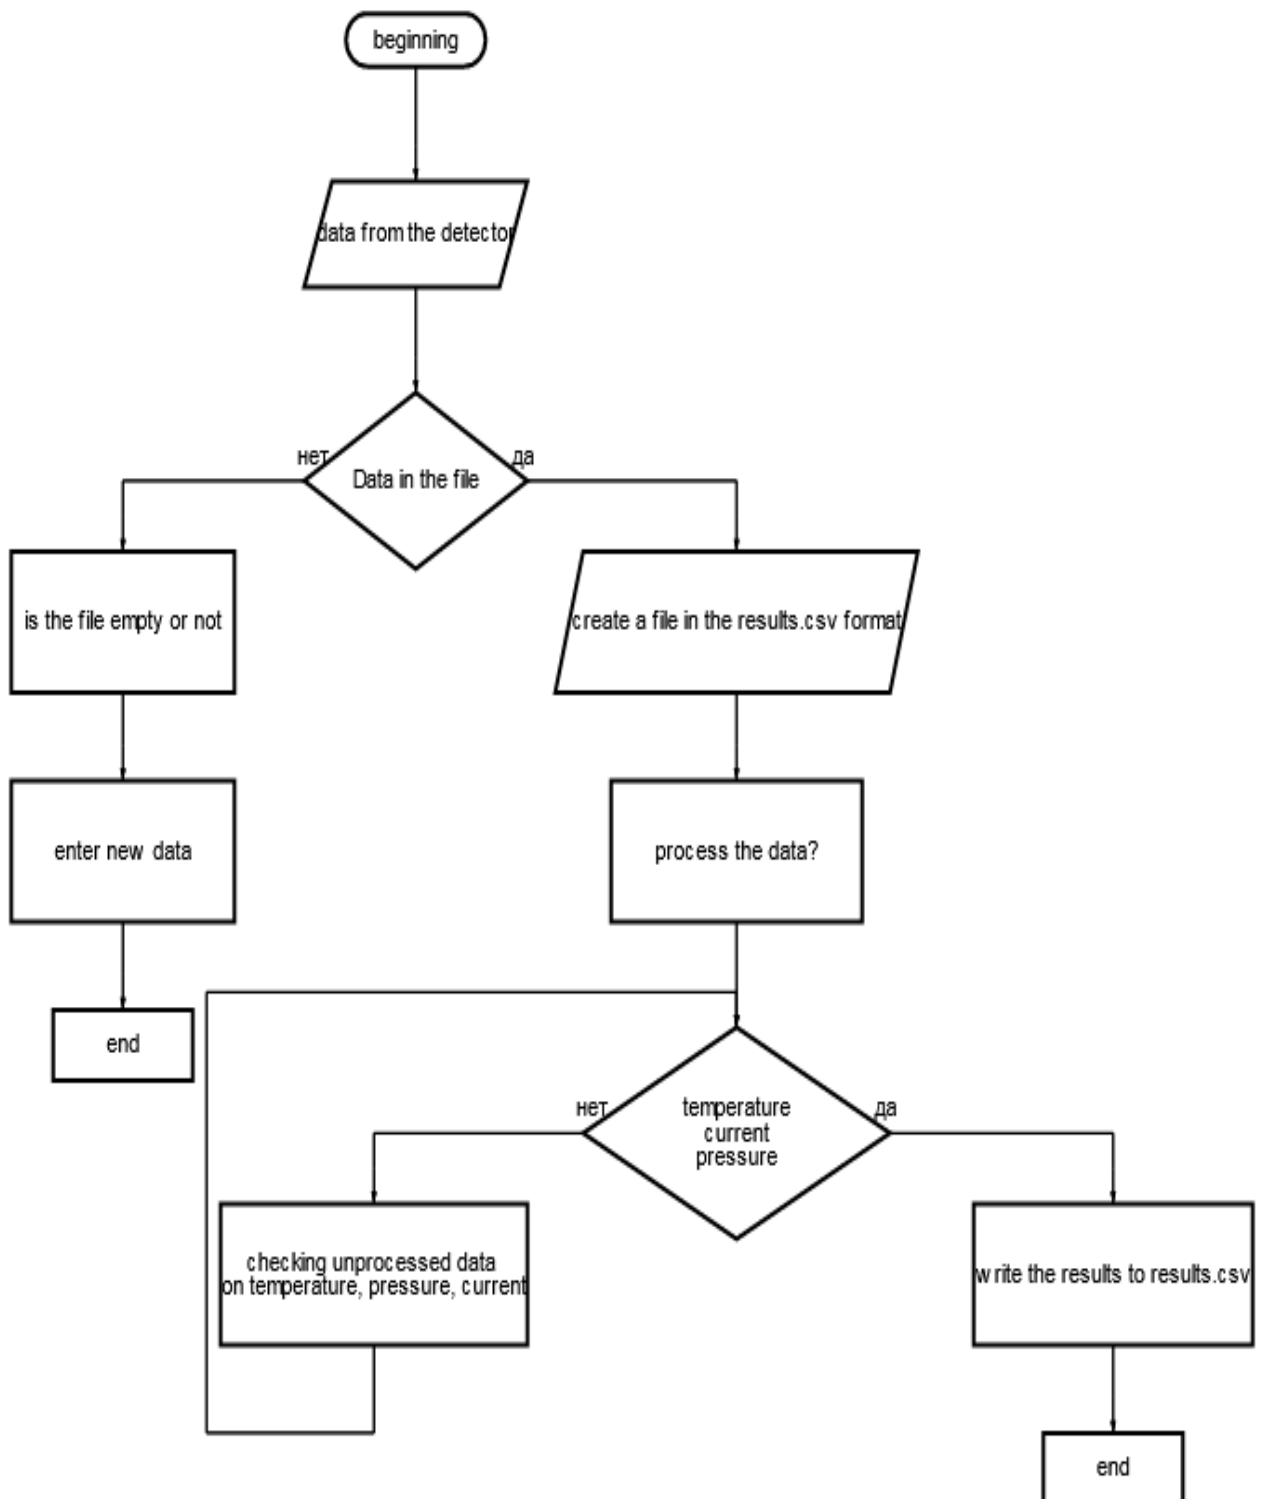 beginning
data from the detector
нет
да
Data in the file
is the file empty or not
create a file in the results.csv format
enter new data
process the data?
end
нет
да
temperature
current
pressure
checking unprocessed data
on temperature, pressure, current
write the results to results.csv
end